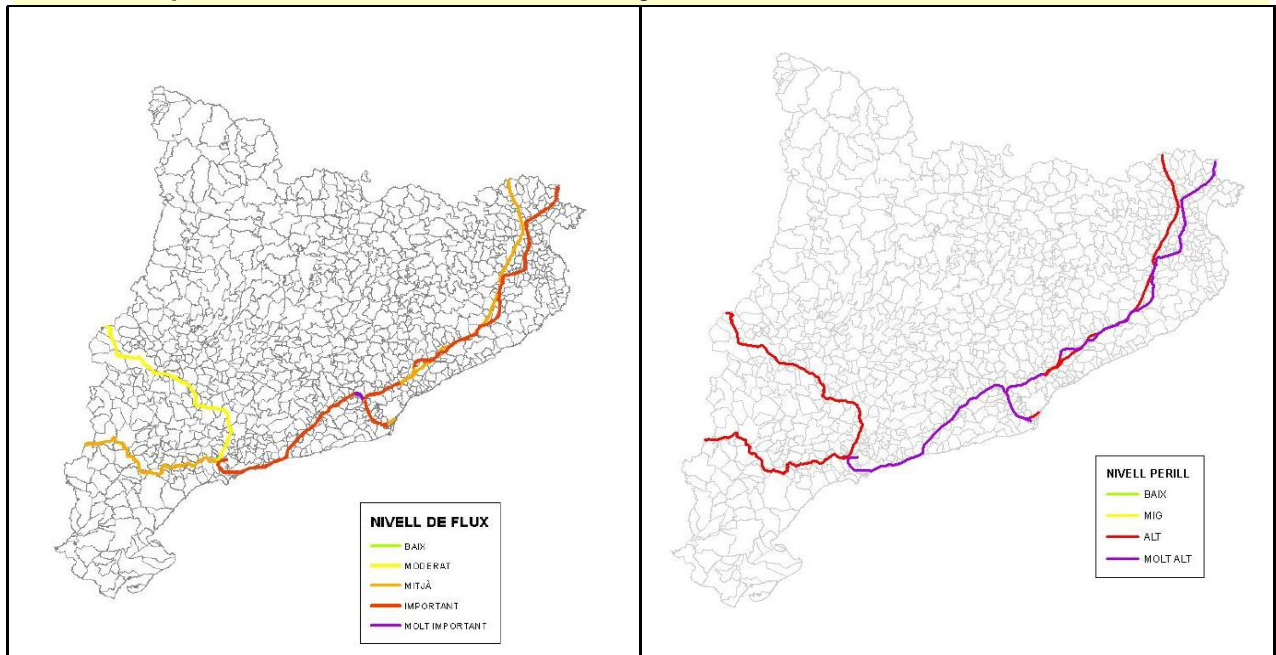 NIVELL DE FLUX
BAIX
MODERAT
MITJÀ
IMPORTANT
MOLT IMPORTANT
NIVELL PERILL
BAIX
MIG
ALT
MOLT ALT